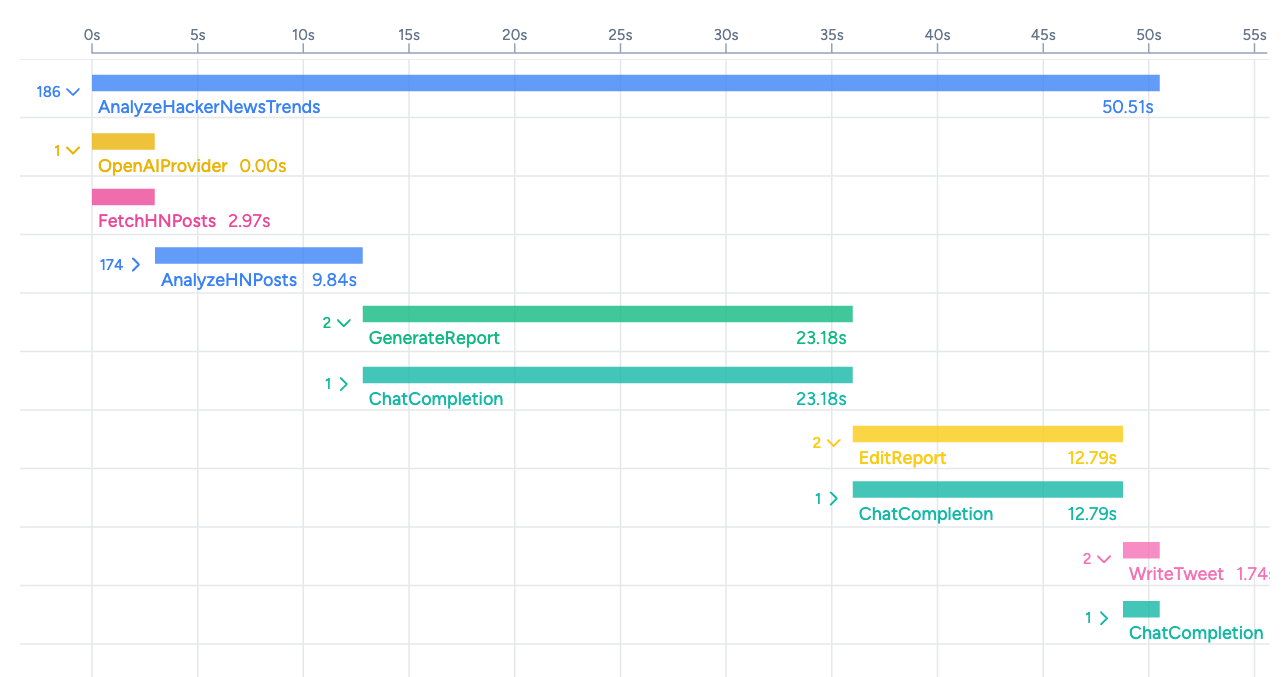 0s 5s 10s 15s 20s 25s 30s 35s 40s 45s 50s 55s
186 AnalyzeHackerNewsTrends 50.51s
1 OpenAIProvider 0.00s
FetchHNPosts 2.97s
174 AnalyzeHNPosts 9.84s
2 GenerateReport 23.18s
1 ChatCompletion 23.18s
2 EditReport 12.79s
1 ChatCompletion 12.79s
2 WriteTweet 1.74s
1 ChatCompletion